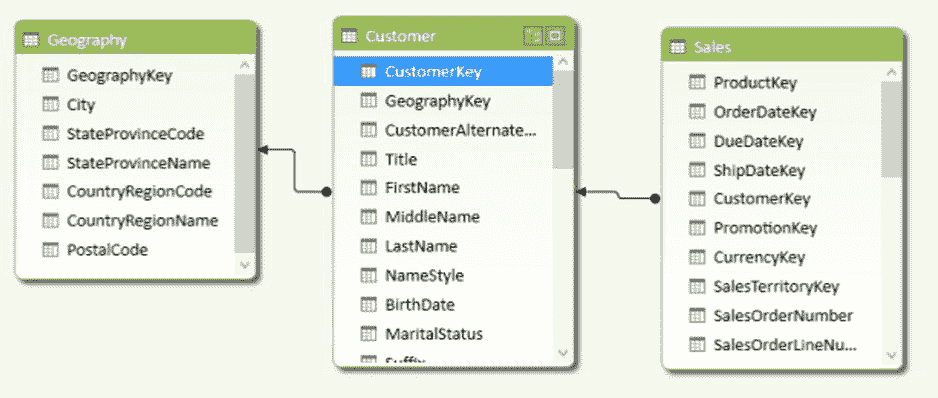 Geography
GeographyKey
City
StateProvinceCode
StateProvinceName
CountryRegionCode
CountryRegionName
PostalCode
Customer
CustomerKey
GeographyKey
CustomerAlternate...
Title
FirstName
MiddleName
LastName
NameStyle
BirthDate
MaritalStatus
Suffix
Sales
ProductKey
OrderDateKey
DueDateKey
ShipDateKey
CustomerKey
PromotionKey
CurrencyKey
SalesTerritoryKey
SalesOrderNumber
SalesOrderLineNu...